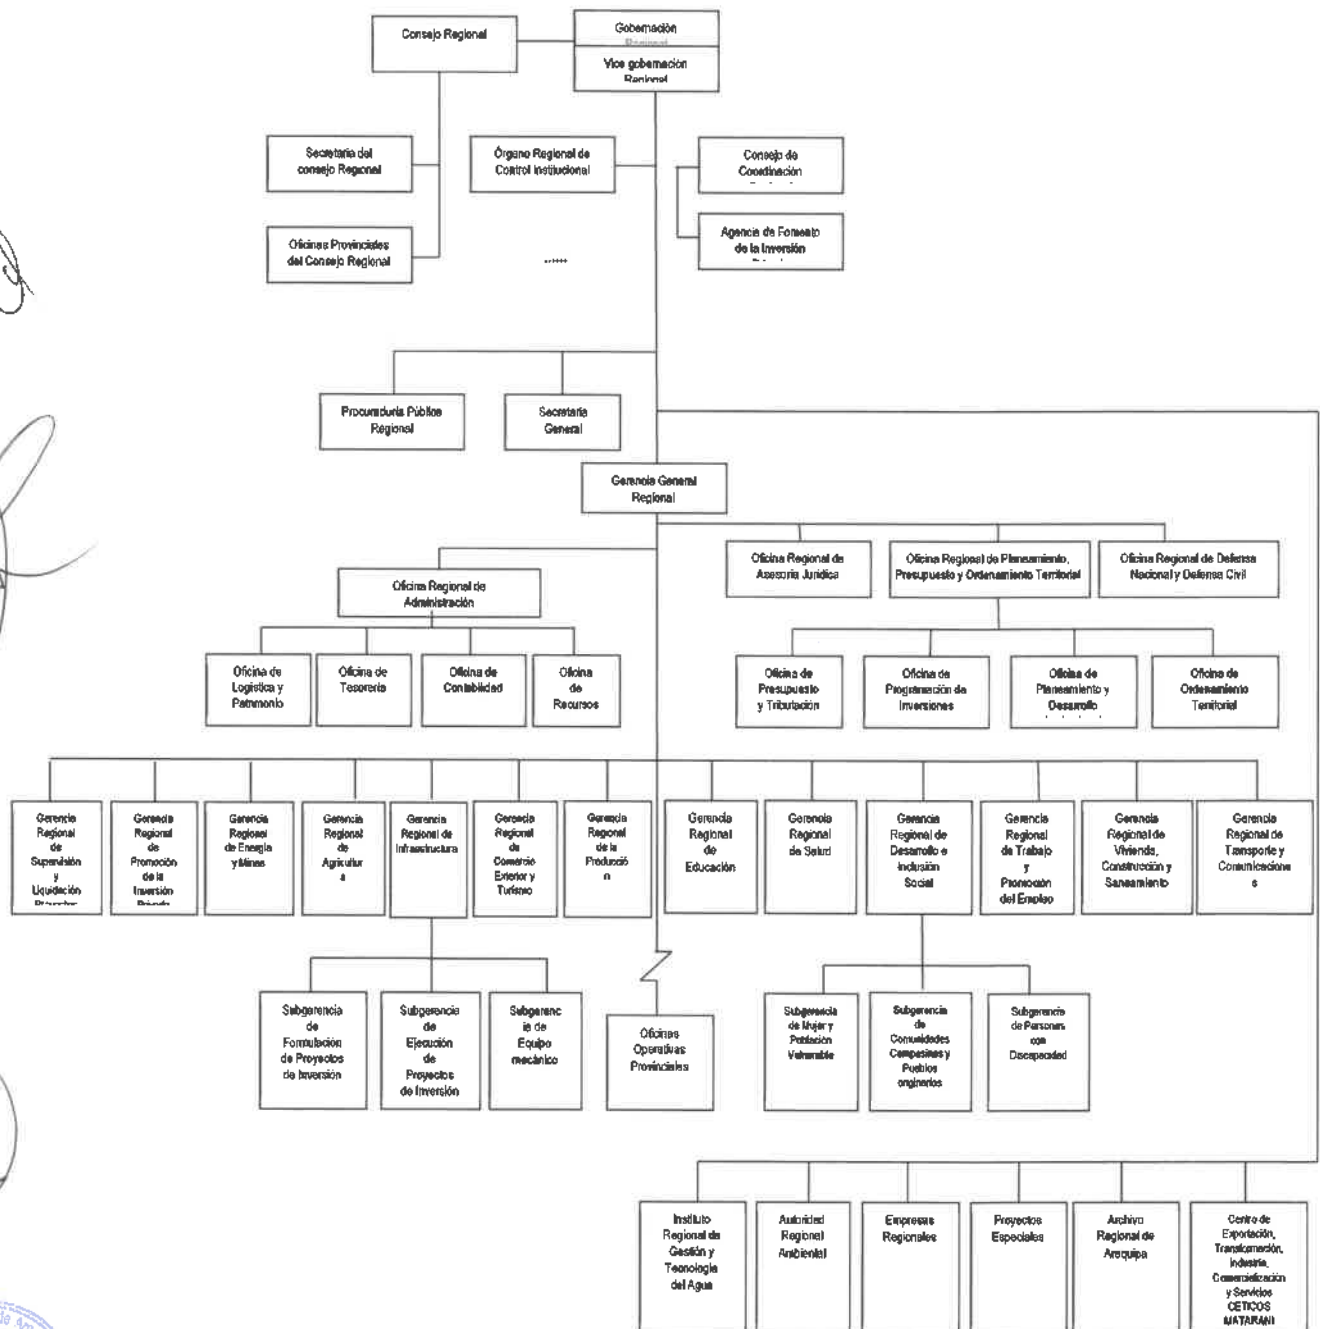 Consejo Regional
Gobernación
Regional
Vice gobernación
Regional
Secretaria del
consejo Regional
Órgano Regional de
Control Institucional
Consejo de
Coordinación
Oficinas Provinciales
del Consejo Regional
Agencia de Fomento
de la Inversión
Procuraduría Pública
Regional
Secretaría
General
Gerencia General
Regional
Oficina Regional de
Asesoría Jurídica
Oficina Regional de Planeamiento,
Presupuesto y Ordenamiento Territorial
Oficina Regional de Defensa
Nacional y Defensa Civil
Oficina Regional de
Administración
Oficina de
Logística y
Patrimonio
Oficina de
Tesorería
Oficina de
Contabilidad
Oficina
de
Recursos
Oficina de
Presupuesto
y Tributación
Oficina de
Programación de
Inversiones
Oficina de
Planeamiento y
Desarrollo
Oficina de
Ordenamiento
Territorial
Gerencia
Regional
de
Supervisión
y
Liquidación
Proyectos
Gerencia
Regional
de
Promoción
de la
Inversión
Privada
Gerencia
Regional
de Energía
y Minas
Gerencia
Regional
de
Agricultur
a
Gerencia
Regional de
Infraestructura
Gerencia
Regional
de
Comercio
Exterior y
Turismo
Gerencia
Regional
de la
Producció
n
Gerencia
Regional
de
Educación
Gerencia
Regional
de Salud
Gerencia
Regional de
Desarrollo e
Inclusión
Social
Gerencia
Regional
de Trabajo
y
Promoción
del Empleo
Gerencia
Regional de
Vivienda,
Construcción y
Saneamiento
Gerencia
Regional de
Transporte y
Comunicacione
s
Subgerencia
de
Formulación
de Proyectos
de Inversión
Subgerencia
de
Ejecución
de
Proyectos
de Inversión
Subgerenc
ia de
Equipo
mecánico
Oficinas
Operativas
Provinciales
Subgerencia
de Mujer y
Población
Vulnerable
Subgerencia
de
Comunidades
Campesinas y
Pueblos
originarios
Subgerencia
de Personas
con
Discapacidad
Instituto
Regional de
Gestión y
Tecnología
del Agua
Autoridad
Regional
Ambiental
Empresas
Regionales
Proyectos
Especiales
Archivo
Regional de
Arequipa
Centro de
Exportación,
Transformación,
Industria,
Comercialización
y Servicios
CETICOS
MATARANI